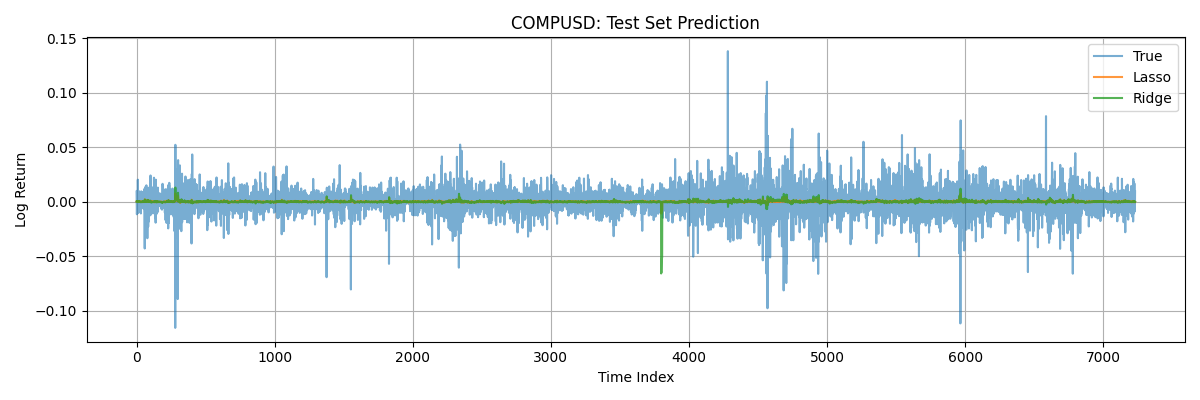 COMPUSD: Test Set Prediction
Log Return
0.15
0.10
0.05
0.00
−0.05
−0.10
True
Lasso
Ridge
0 1000 2000 3000 4000 5000 6000 7000
Time Index